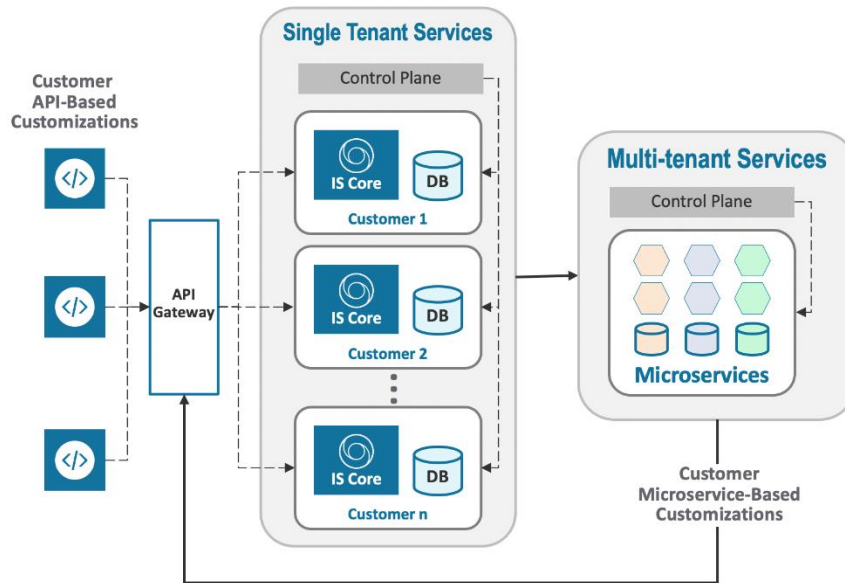 Customer
API-Based
Customizations
</>
</>
</>
API
Gateway
Single Tenant Services
Control Plane
IS Core
DB
Customer 1
IS Core
DB
Customer 2
IS Core
DB
Customer n
Multi-tenant Services
Control Plane
Microservices
Customer
Microservice-Based
Customizations